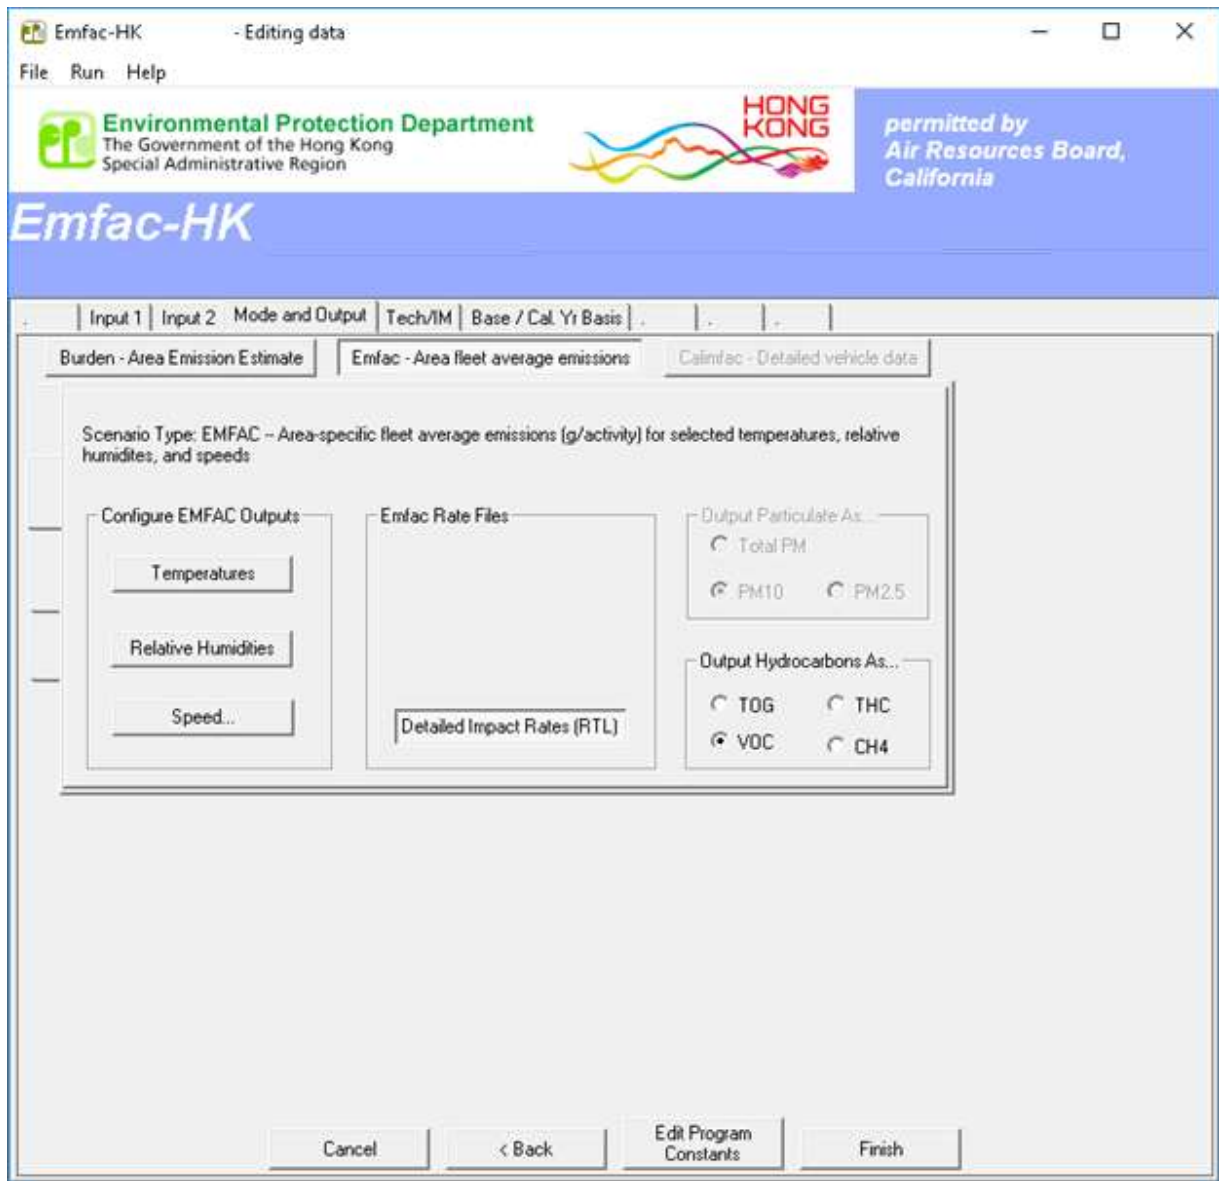 Emfac-HK - Editing data
File Run Help
Environmental Protection Department
The Government of the Hong Kong
Special Administrative Region
HONG
KONG
permitted by
Air Resources Board,
California
Emfac-HK
. Input 1 Input 2 Mode and Output Tech/IM Base / Cal. Yr Basis . . .
Burden - Area Emission Estimate Emfac - Area fleet average emissions Calimfac - Detailed vehicle data
Scenario Type: EMFAC -- Area-specific fleet average emissions (g/activity) for selected temperatures, relative
humidites, and speeds
Configure EMFAC Outputs
Temperatures
Relative Humidities
Speed...
Emfac Rate Files
Detailed Impact Rates (RTL)
Output Particulate As...
Total PM
PM10 PM2.5
Output Hydrocarbons As...
TOG THC
VOC CH4
Cancel < Back Edit Program
Constants Finish